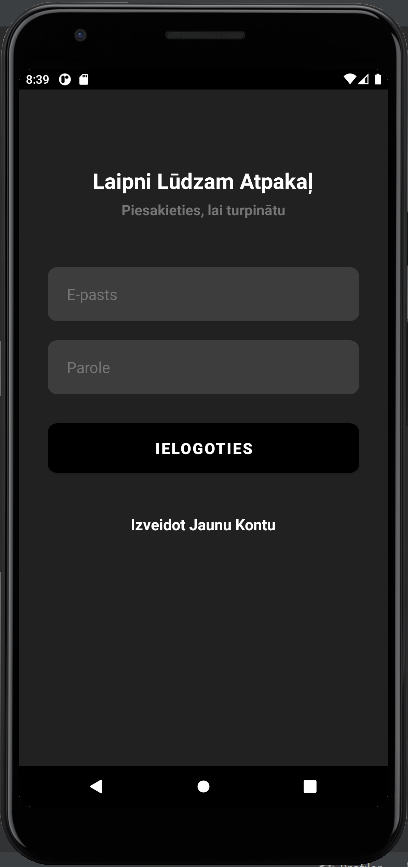 8:39
Laipni Lūdzam Atpakaļ
Piesakieties, lai turpinātu
E-pasts
Parole
IELOGOTIES
Izveidot Jaunu Kontu